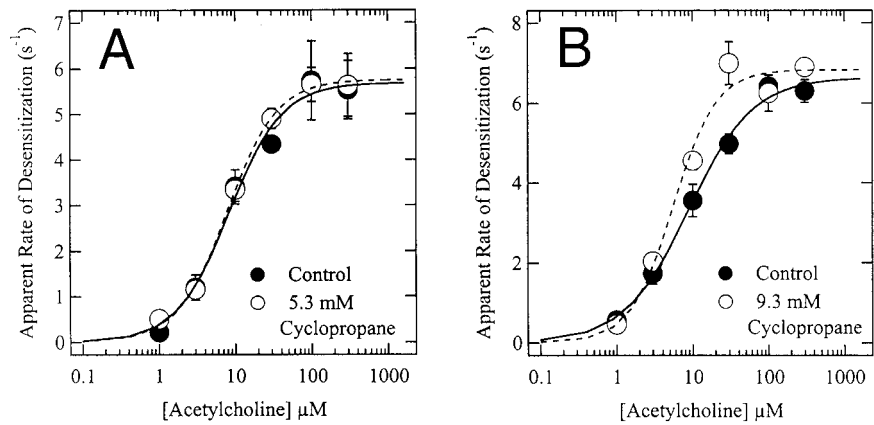 A
Apparent Rate of Desensitization (s⁻¹)
7
6
5
4
3
2
1
0
Control
5.3 mM
Cyclopropane
0.1
1
10
100
1000
[Acetylcholine] µM
B
Apparent Rate of Desensitization (s⁻¹)
8
6
4
2
0
Control
9.3 mM
Cyclopropane
0.1
1
10
100
1000
[Acetylcholine] µM